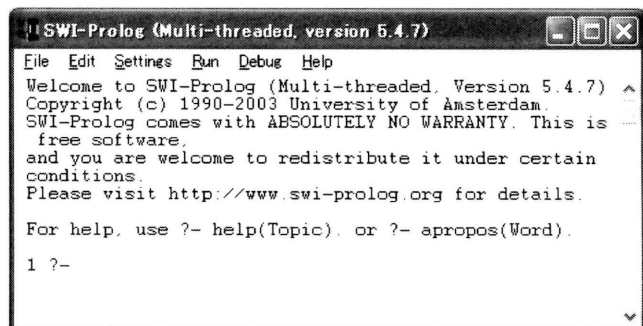 SWI-Prolog (Multi-threaded, version 5.4.7)
File Edit Settings Run Debug Help
Welcome to SWI-Prolog (Multi-threaded, Version 5.4.7)
Copyright (c) 1990-2003 University of Amsterdam.
SWI-Prolog comes with ABSOLUTELY NO WARRANTY. This is
free software,
and you are welcome to redistribute it under certain
conditions.
Please visit http://www.swi-prolog.org for details.
For help, use ?- help(Topic). or ?- apropos(Word).
1 ?-